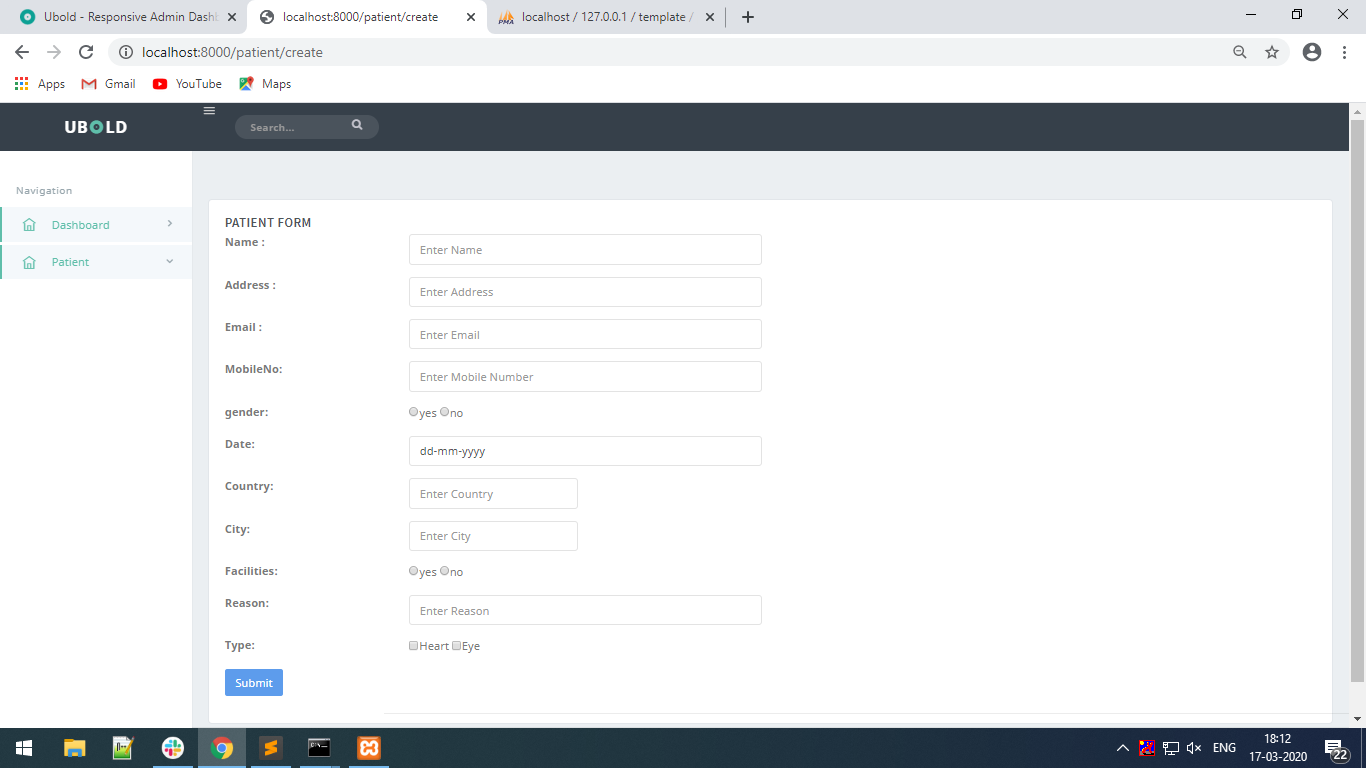 Ubold - Responsive Admin Dashb
localhost:8000/patient/create
localhost / 127.0.0.1 / template /
localhost:8000/patient/create
Apps Gmail YouTube Maps
UBOLD
Search...
Navigation
Dashboard
Patient
PATIENT FORM
Name : Enter Name
Address : Enter Address
Email : Enter Email
MobileNo: Enter Mobile Number
gender: yes no
Date: dd-mm-yyyy
Country: Enter Country
City: Enter City
Facilities: yes no
Reason: Enter Reason
Type: Heart Eye
Submit
ENG
18:12
17-03-2020
22